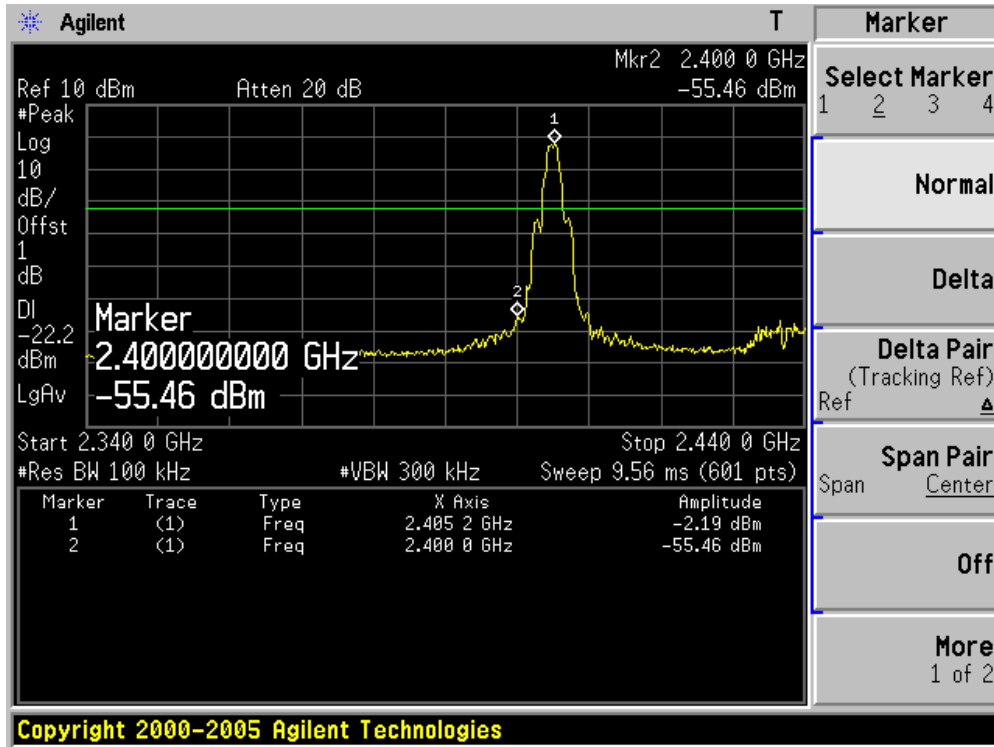 Agilent T
Mkr2 2.400 0 GHz
Ref 10 dBm Atten 20 dB -55.46 dBm
#Peak
Log
10
dB/
Offst
1
dB
DI
-22.2
dBm
LgAv
1
2
Marker
2.400000000 GHz
-55.46 dBm
Start 2.340 0 GHz Stop 2.440 0 GHz
#Res BW 100 kHz #VBW 300 kHz Sweep 9.56 ms (601 pts)
Marker Trace Type X Axis Amplitude
1 (1) Freq 2.405 2 GHz -2.19 dBm
2 (1) Freq 2.400 0 GHz -55.46 dBm
Marker
Select Marker
1 2 3 4
Normal
Delta
Delta Pair
(Tracking Ref)
Ref Δ
Span Pair
Span Center
Off
More
1 of 2
Copyright 2000-2005 Agilent Technologies